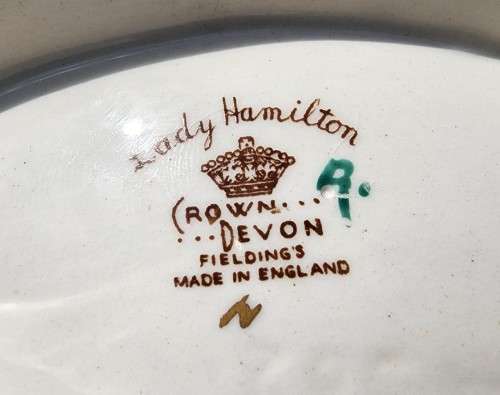 Lady Hamilton
CROWN...
...DEVON
FIELDING'S
MADE IN ENGLAND